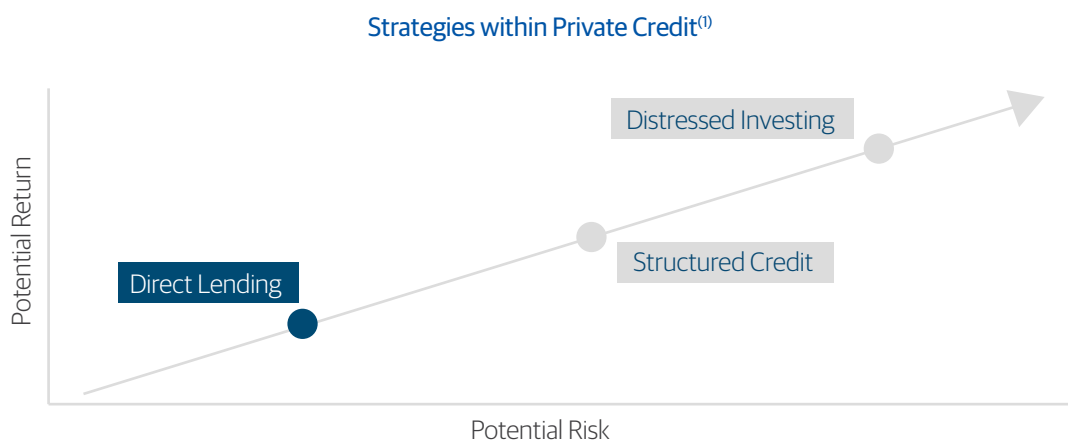 Strategies within Private Credit(1)
Distressed Investing
Structured Credit
Direct Lending
Potential Return
Potential Risk